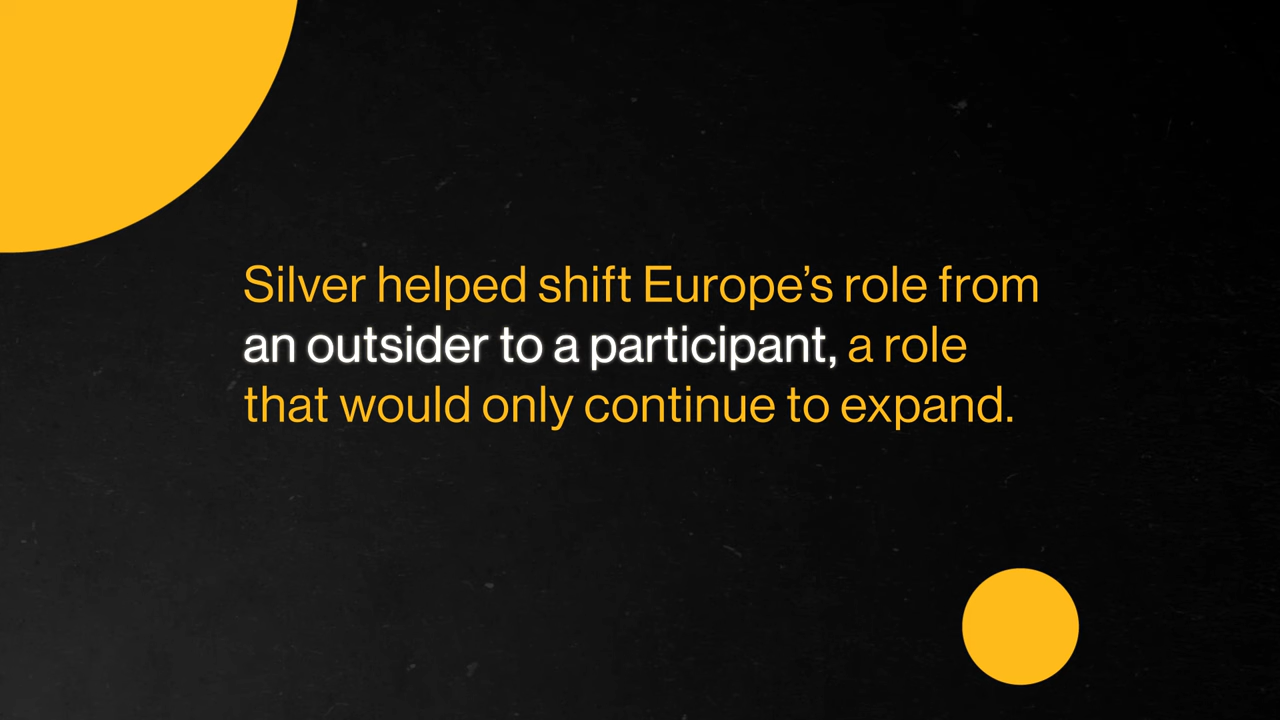 Silver helped shift Europe’s role from
an outsider to a participant, a role
that would only continue to expand.